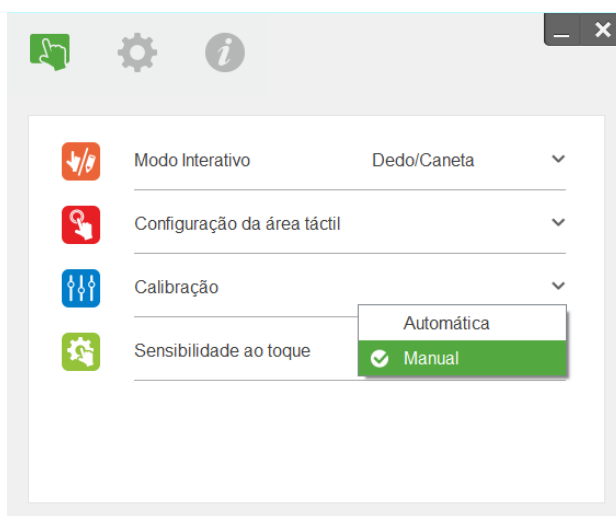 Modo Interativo Dedo/Caneta
Configuração da área táctil
Calibração
Automática
Sensibilidade ao toque
Manual